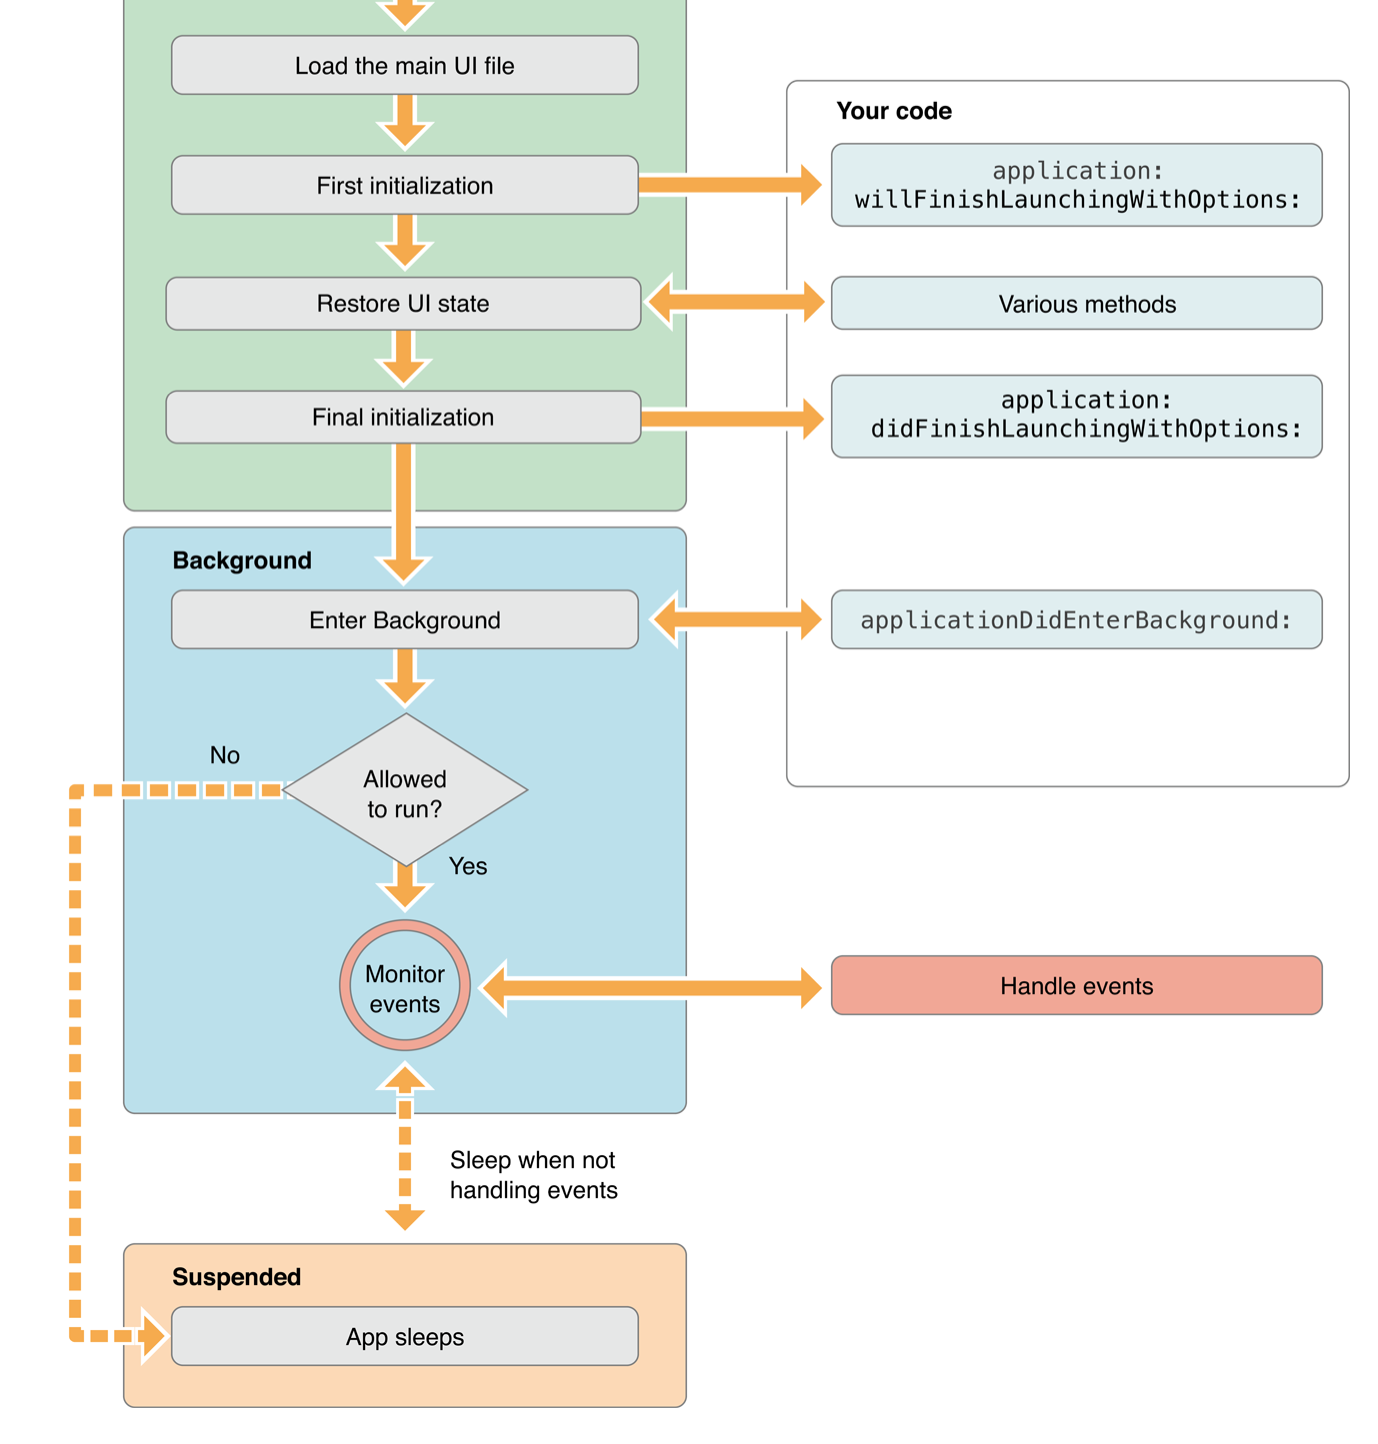 Load the main UI file
Your code
application:
willFinishLaunchingWithOptions:
First initialization
Restore UI state
Various methods
Final initialization
application:
didFinishLaunchingWithOptions:
Background
Enter Background
applicationDidEnterBackground:
No
Allowed
to run?
Yes
Monitor
events
Handle events
Sleep when not
handling events
Suspended
App sleeps